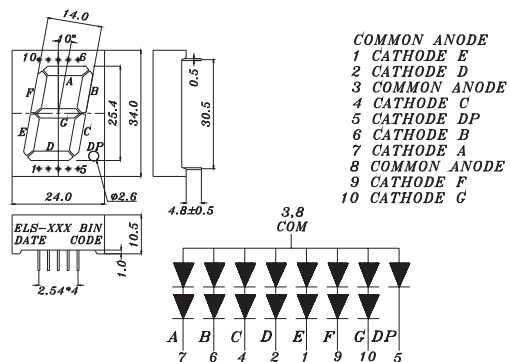 14.0
10°
10
6
A
F
B
G
E
C
D
DP
1
5
25.4
34.0
24.0
ø2.6
0.5
30.5
4.8±0.5
ELS-XXX BIN
DATE CODE
10.5
1.0
2.54*4
COMMON ANODE
1 CATHODE E
2 CATHODE D
3 COMMON ANODE
4 CATHODE C
5 CATHODE DP
6 CATHODE B
7 CATHODE A
8 COMMON ANODE
9 CATHODE F
10 CATHODE G
3,8
COM
A B C D E F G DP
7 6 4 2 1 9 10 5